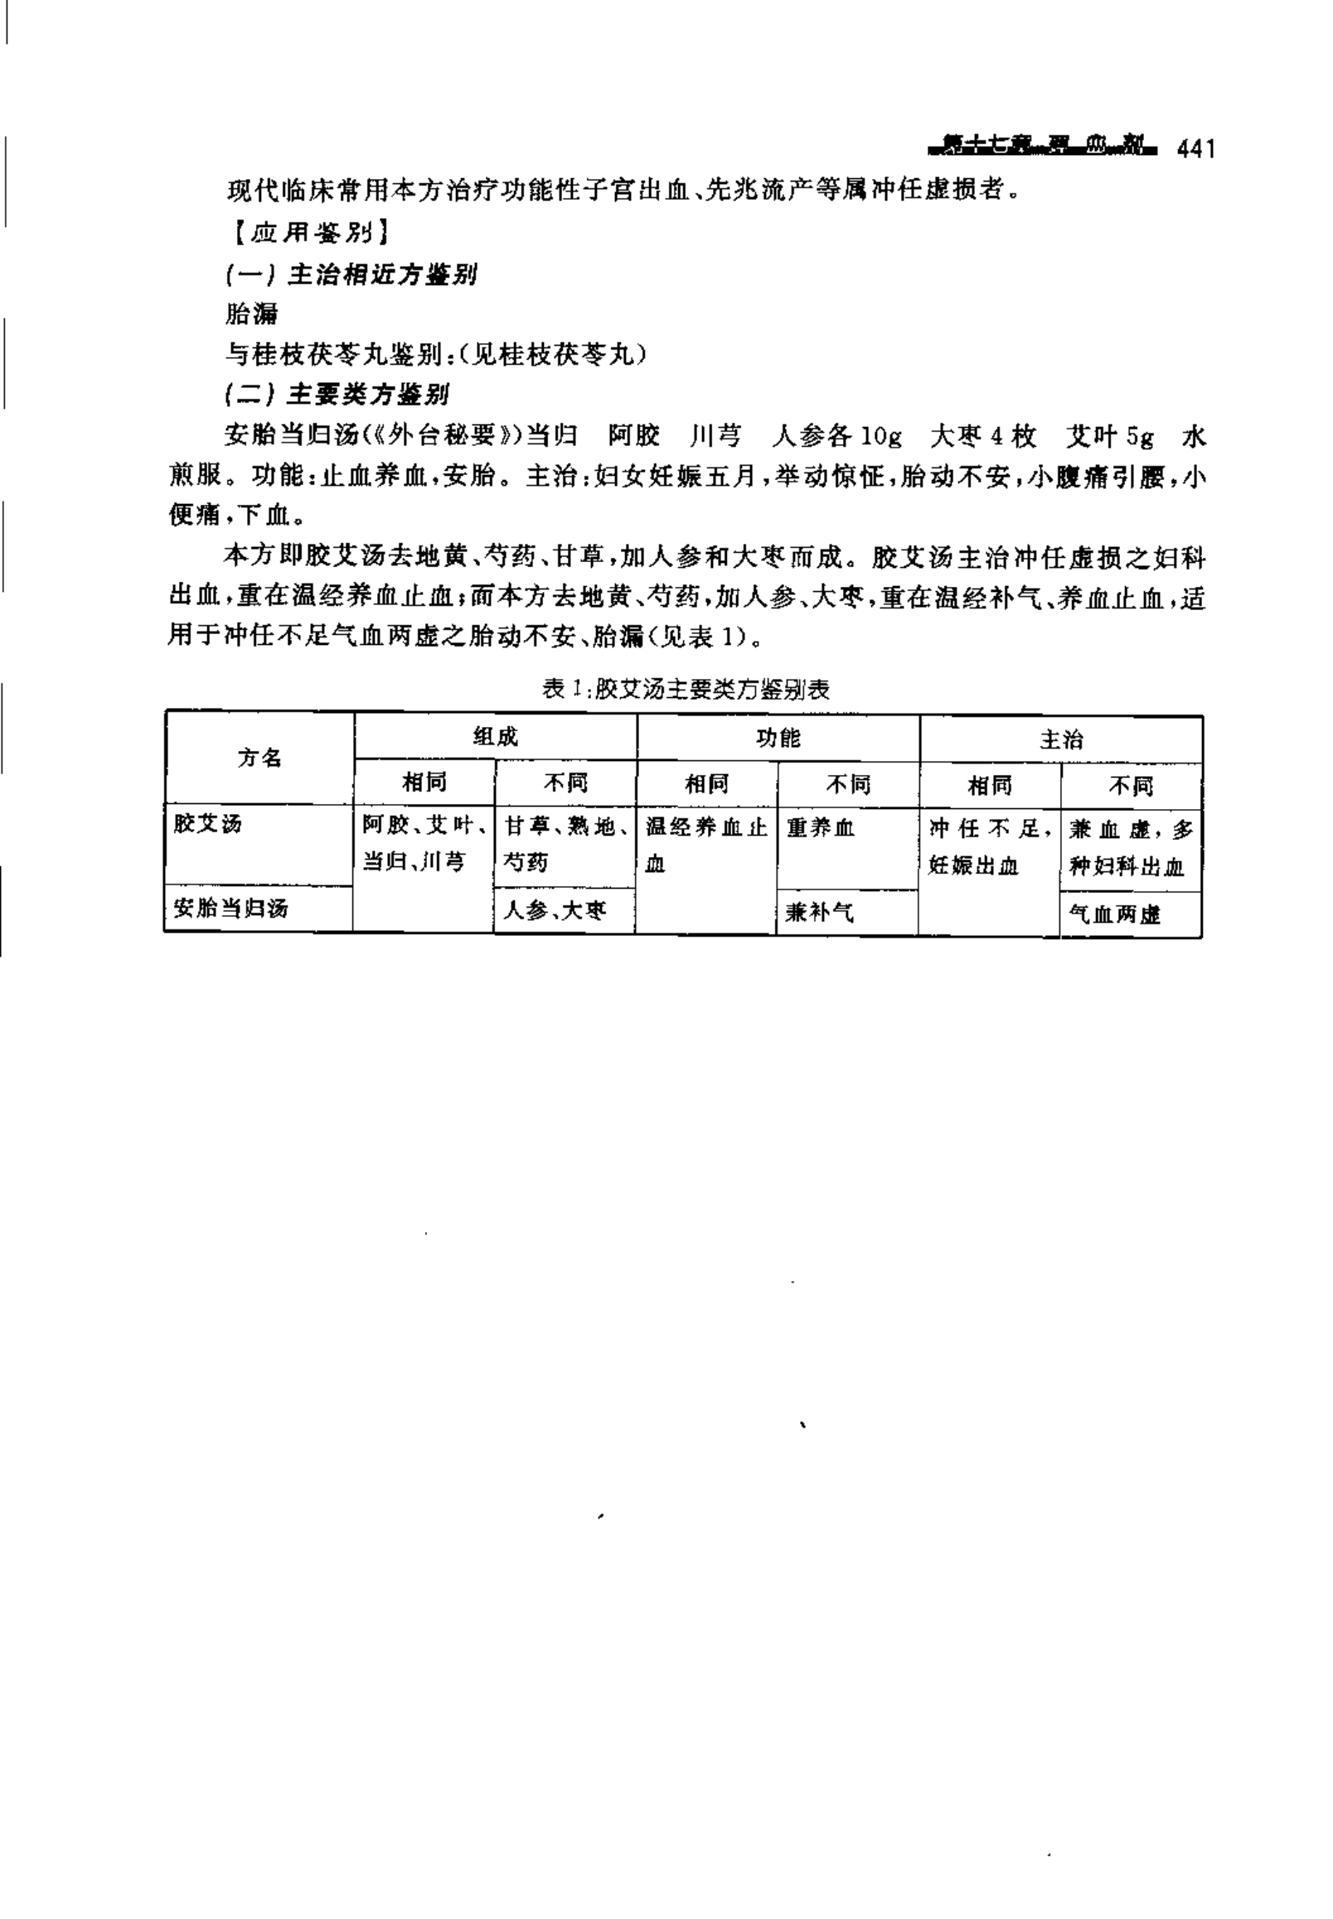 第十七章 理血剂 441
现代临床常用本方治疗功能性子宫出血、先兆流产等属冲任虚损者。
【应用鉴别】
(一) 主治相近方鉴别
胎漏
与桂枝茯苓丸鉴别:(见桂枝茯苓丸)
(二) 主要类方鉴别
安胎当归汤(《外台秘要》)当归 阿胶 川芎 人参各10g 大枣4枚 艾叶5g 水
煎服。功能:止血养血,安胎。主治:妇女妊娠五月,举动惊怔,胎动不安,小腹痛引腰,小
便痛,下血。
本方即胶艾汤去地黄、芍药、甘草,加人参和大枣而成。胶艾汤主治冲任虚损之妇科
出血,重在温经养血止血;而本方去地黄、芍药,加人参、大枣,重在温经补气、养血止血,适
用于冲任不足气血两虚之胎动不安、胎漏(见表1)。
表1:胶艾汤主要类方鉴别表
方名 组成 功能 主治
相同 不同 相同 不同 相同 不同
胶艾汤 阿胶、艾叶、 甘草、熟地、 温经养血止 重养血 冲任不足, 兼血虚,多
当归、川芎 芍药 血 妊娠出血 种妇科出血
安胎当归汤 人参、大枣 兼补气 气血两虚